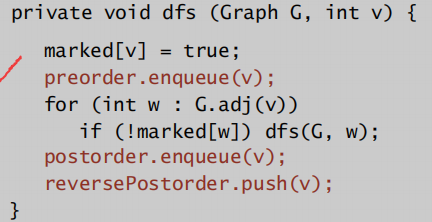 private void dfs (Graph G, int v) {
marked[v] = true;
preorder.enqueue(v);
for (int w : G.adj(v))
if (!marked[w]) dfs(G, w);
postorder.enqueue(v);
reversePostorder.push(v);
}